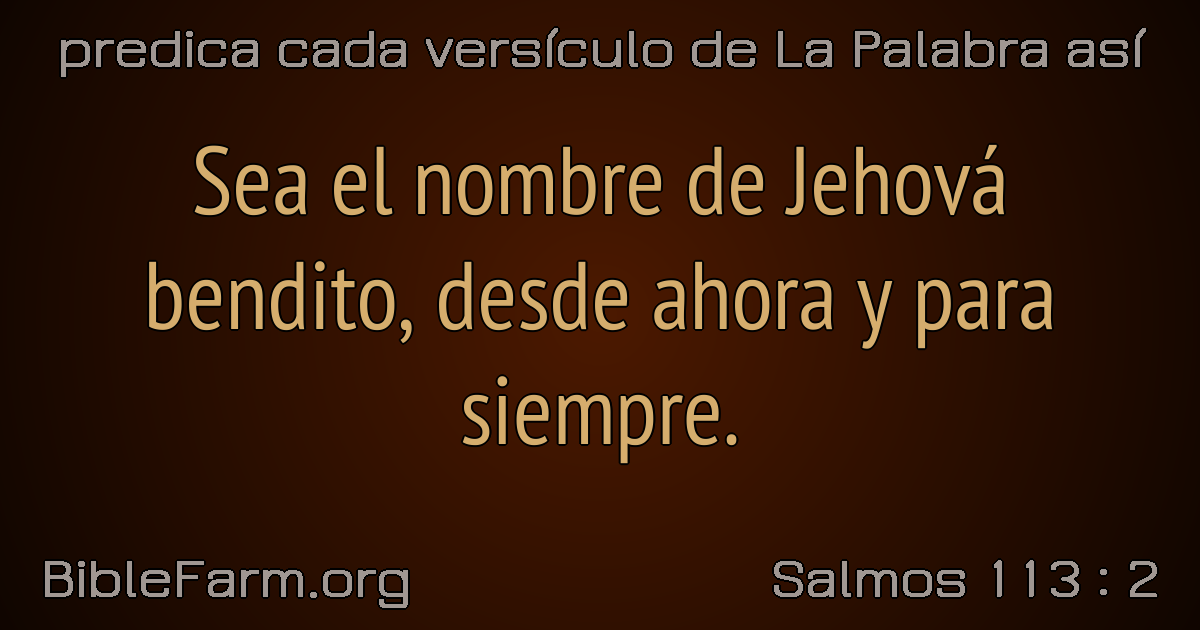 predica cada versículo de La Palabra así
Sea el nombre de Jehová
bendito, desde ahora y para
siempre.
BibleFarm.org
Salmos 113 : 2